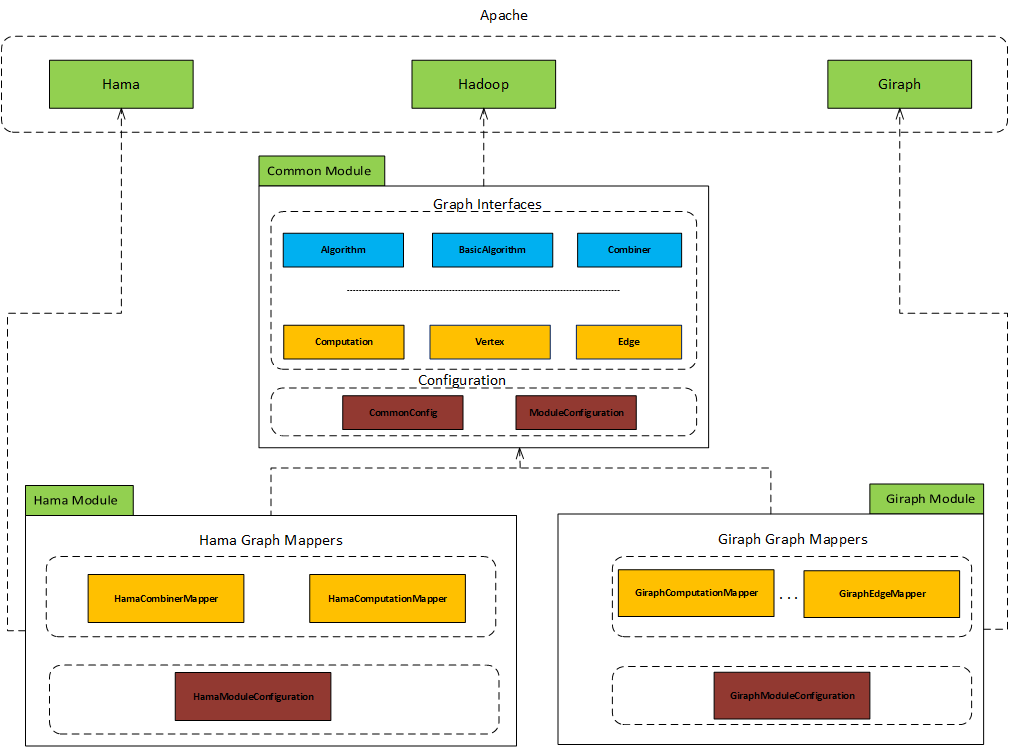 Apache
Hama
Hadoop
Giraph
Common Module
Graph Interfaces
Algorithm
BasicAlgorithm
Combiner
Computation
Vertex
Edge
Configuration
CommonConfig
ModuleConfiguration
Hama Module
Giraph Module
Hama Graph Mappers
Giraph Graph Mappers
HamaCombinerMapper
HamaComputationMapper
GiraphComputationMapper
...
GiraphEdgeMapper
HamaModuleConfiguration
GiraphModuleConfiguration